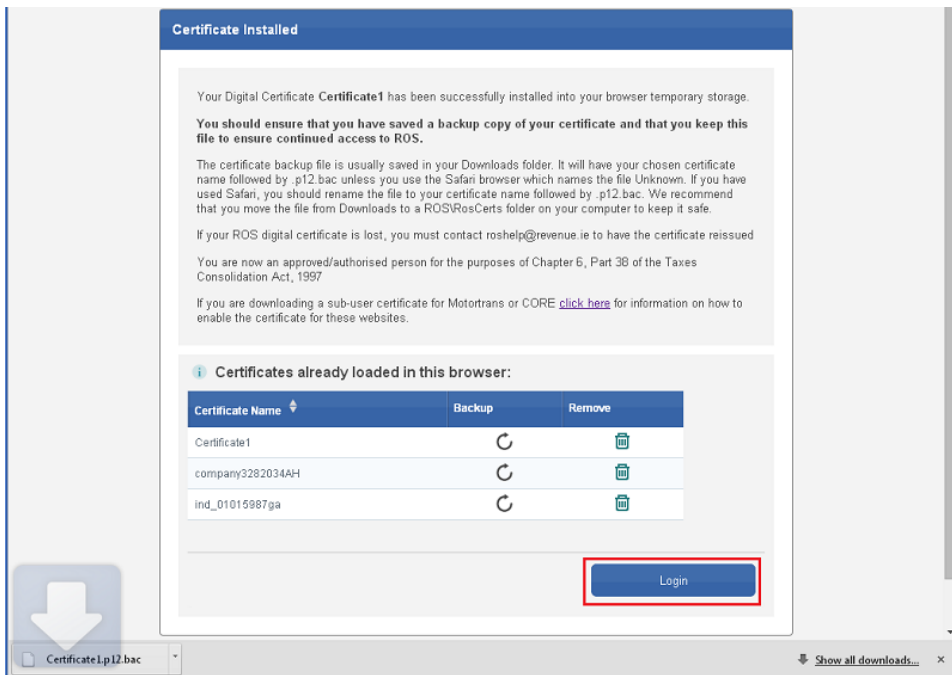 Certificate Installed
Your Digital Certificate Certificate1 has been successfully installed into your browser temporary storage.
You should ensure that you have saved a backup copy of your certificate and that you keep this
file to ensure continued access to ROS.
The certificate backup file is usually saved in your Downloads folder. It will have your chosen certificate
name followed by .p12.bac unless you use the Safari browser which names the file Unknown. If you have
used Safari, you should rename the file to your certificate name followed by .p12.bac. We recommend
that you move the file from Downloads to a ROS\RosCerts folder on your computer to keep it safe.
If your ROS digital certificate is lost, you must contact roshelp@revenue.ie to have the certificate reissued
You are now an approved/authorised person for the purposes of Chapter 6, Part 38 of the Taxes
Consolidation Act, 1997
If you are downloading a sub-user certificate for Motortrans or CORE click here for information on how to
enable the certificate for these websites.
Certificates already loaded in this browser:
Certificate Name Backup Remove
Certificate1
company3282034AH
ind_01015987ga
Login
Certificate1.p12.bac Show all downloads...